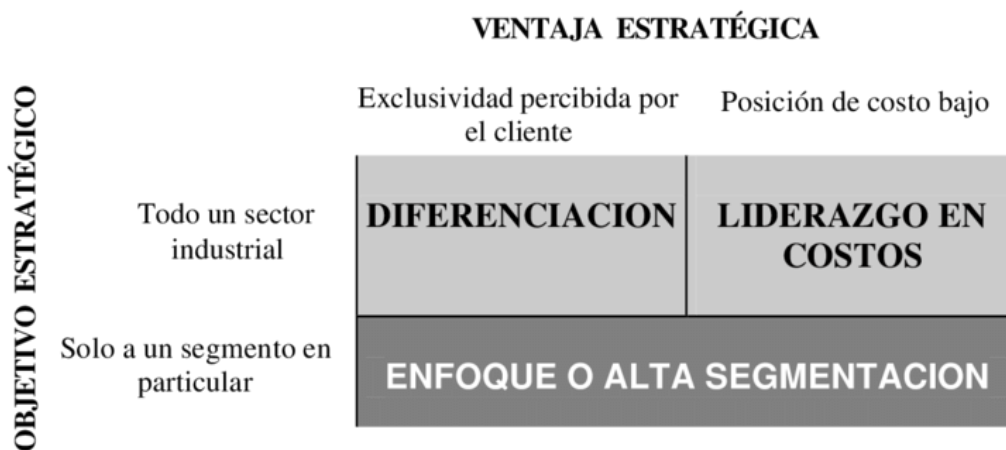 VENTAJA ESTRATÉGICA
Exclusividad percibida por
el cliente
Posición de costo bajo
OBJETIVO ESTRATÉGICO
Todo un sector
industrial
DIFERENCIACION
LIDERAZGO EN
COSTOS
Solo a un segmento en
particular
ENFOQUE O ALTA SEGMENTACION